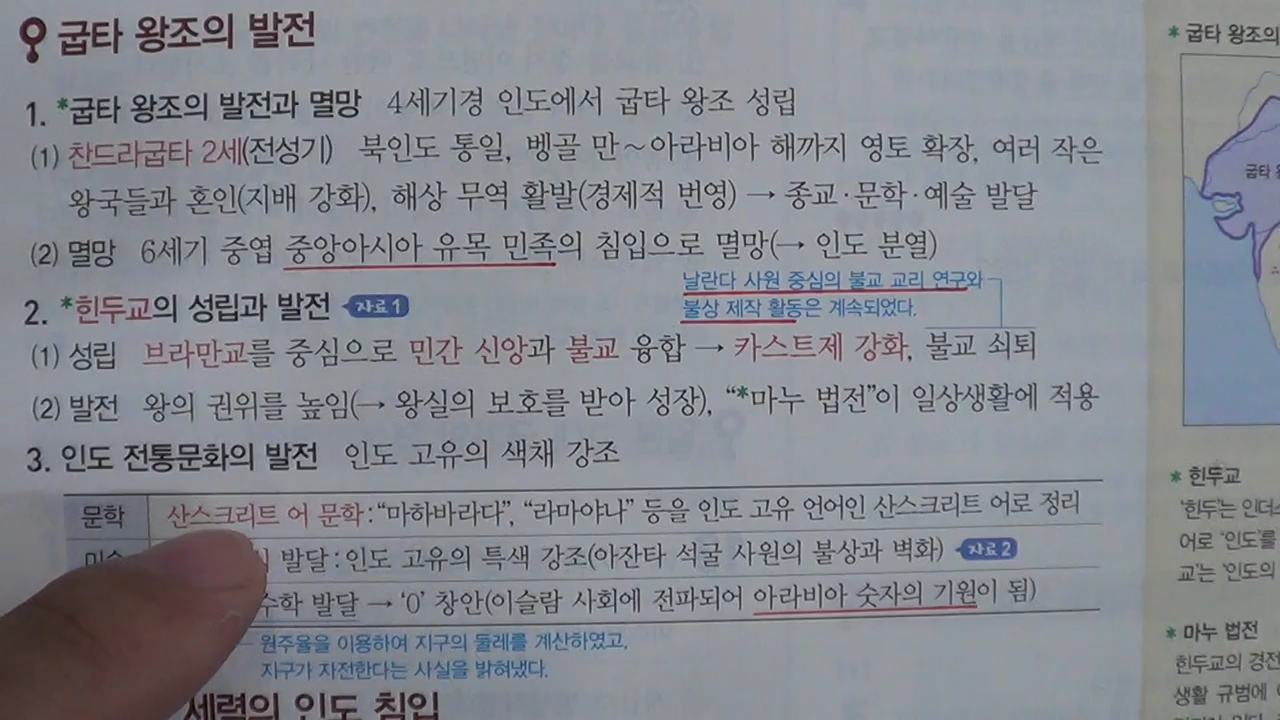 굽타 왕조의 발전
1. *굽타 왕조의 발전과 멸망 4세기경 인도에서 굽타 왕조 성립
(1) 찬드라굽타 2세(전성기) 북인도 통일, 벵골 만~아라비아 해까지 영토 확장, 여러 작은
왕국들과 혼인(지배 강화), 해상 무역 활발(경제적 번영) → 종교·문학·예술 발달
(2) 멸망 6세기 중엽 중앙아시아 유목 민족의 침입으로 멸망(→ 인도 분열)
날란다 사원 중심의 불교 교리 연구와
불상 제작 활동은 계속되었다.
2. *힌두교의 성립과 발전 자료 1
(1) 성립 브라만교를 중심으로 민간 신앙과 불교 융합 → 카스트제 강화, 불교 쇠퇴
(2) 발전 왕의 권위를 높임(→ 왕실의 보호를 받아 성장), “*마누 법전”이 일상생활에 적용
3. 인도 전통문화의 발전 인도 고유의 색채 강조
문학 산스크리트 어 문학:“마하바라다”, “라마야나” 등을 인도 고유 언어인 산스크리트 어로 정리
발달:인도 고유의 특색 강조(아잔타 석굴 사원의 불상과 벽화) 자료 2
수학 발달 → ‘0’ 창안(이슬람 사회에 전파되어 아라비아 숫자의 기원이 됨)
원주율을 이용하여 지구의 둘레를 계산하였고,
지구가 자전한다는 사실을 밝혀냈다.
세력의 인도 침입
* 굽타 왕조의
굽타
* 힌두교
‘힌두’는 인더
어로 ‘인도’를
교’는 ‘인도의
* 마누 법전
힌두교의 경전
생활 규범에